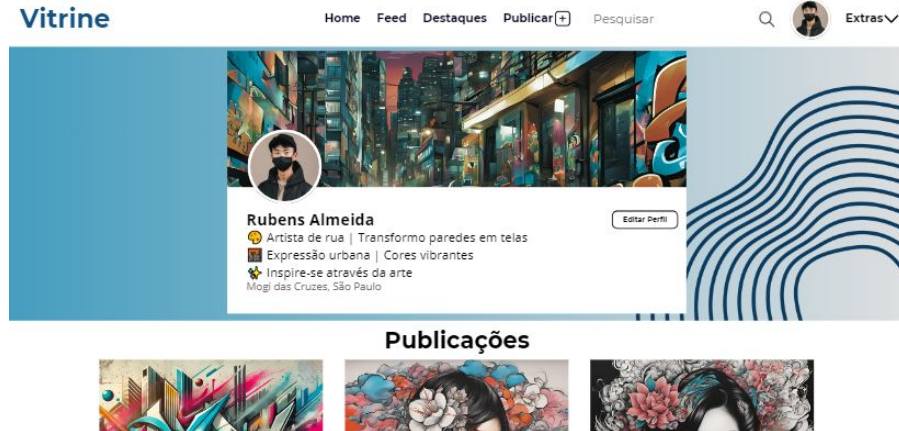 Vitrine
Home Feed Destaques Publicar Pesquisar Extras
Rubens Almeida
Editar Perfil
Artista de rua | Transformo paredes em telas
Expressão urbana | Cores vibrantes
Inspire-se através da arte
Mogi das Cruzes, São Paulo
Publicações